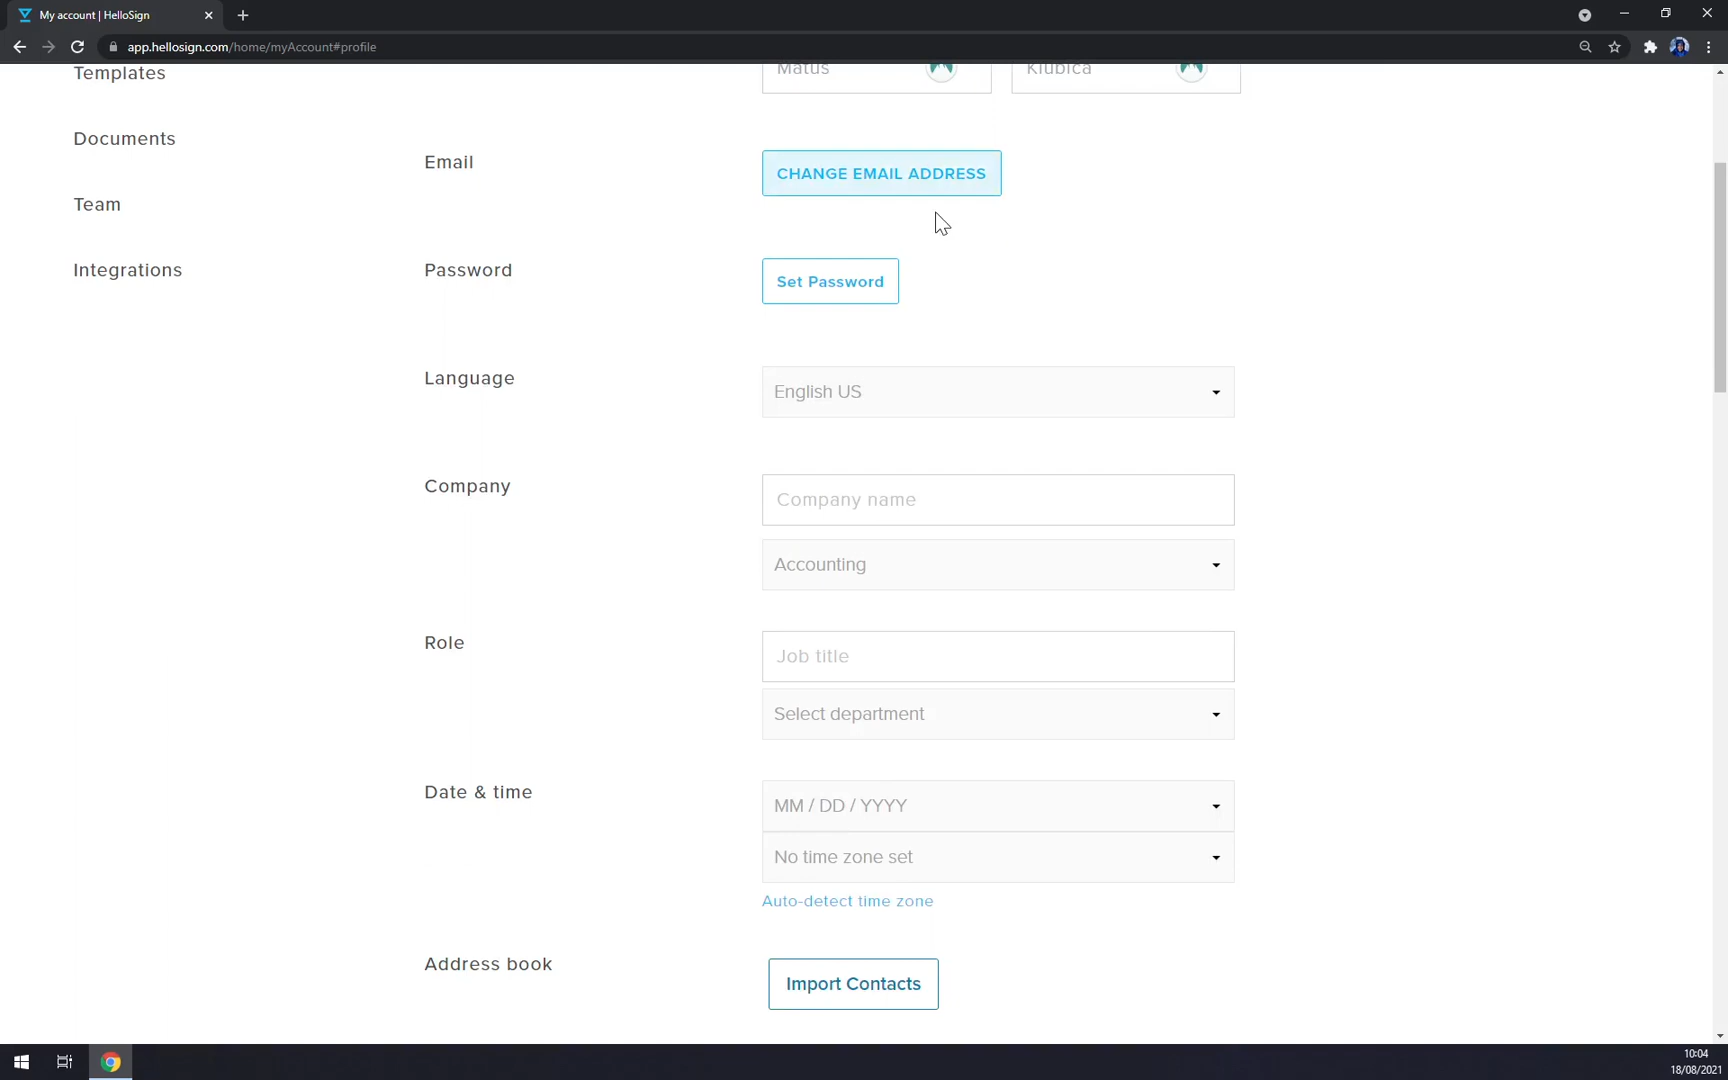 My account | HelloSign
app.hellosign.com/home/myAccount#profile
Templates
Matus
Klubica
Documents
Email
CHANGE EMAIL ADDRESS
Team
Integrations
Password
Set Password
Language
English US
Company
Company name
Accounting
Role
Job title
Select department
Date & time
MM / DD / YYYY
No time zone set
Auto-detect time zone
Address book
Import Contacts
10:04
18/08/2021